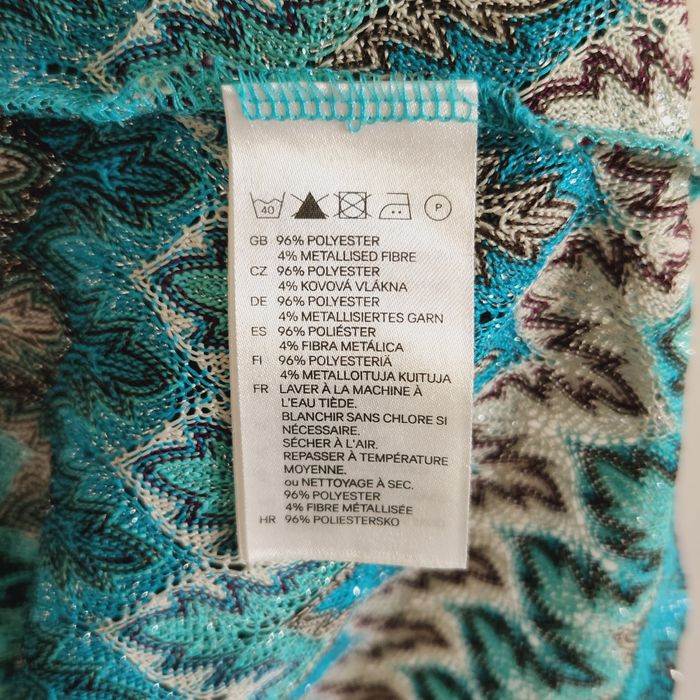 40 P
GB 96% POLYESTER
4% METALLISED FIBRE
CZ 96% POLYESTER
4% KOVOVÁ VLÁKNA
DE 96% POLYESTER
4% METALLISIERTES GARN
ES 96% POLIÉSTER
4% FIBRA METÁLICA
FI 96% POLYESTERIÄ
4% METALLOITUJA KUITUJA
FR LAVER À LA MACHINE À
L'EAU TIÈDE.
BLANCHIR SANS CHLORE SI
NÉCESSAIRE.
SÉCHER À L'AIR.
REPASSER À TEMPÉRATURE
MOYENNE.
ou NETTOYAGE À SEC.
96% POLYESTER
4% FIBRE MÉTALLISÉE
HR 96% POLIESTERSKO